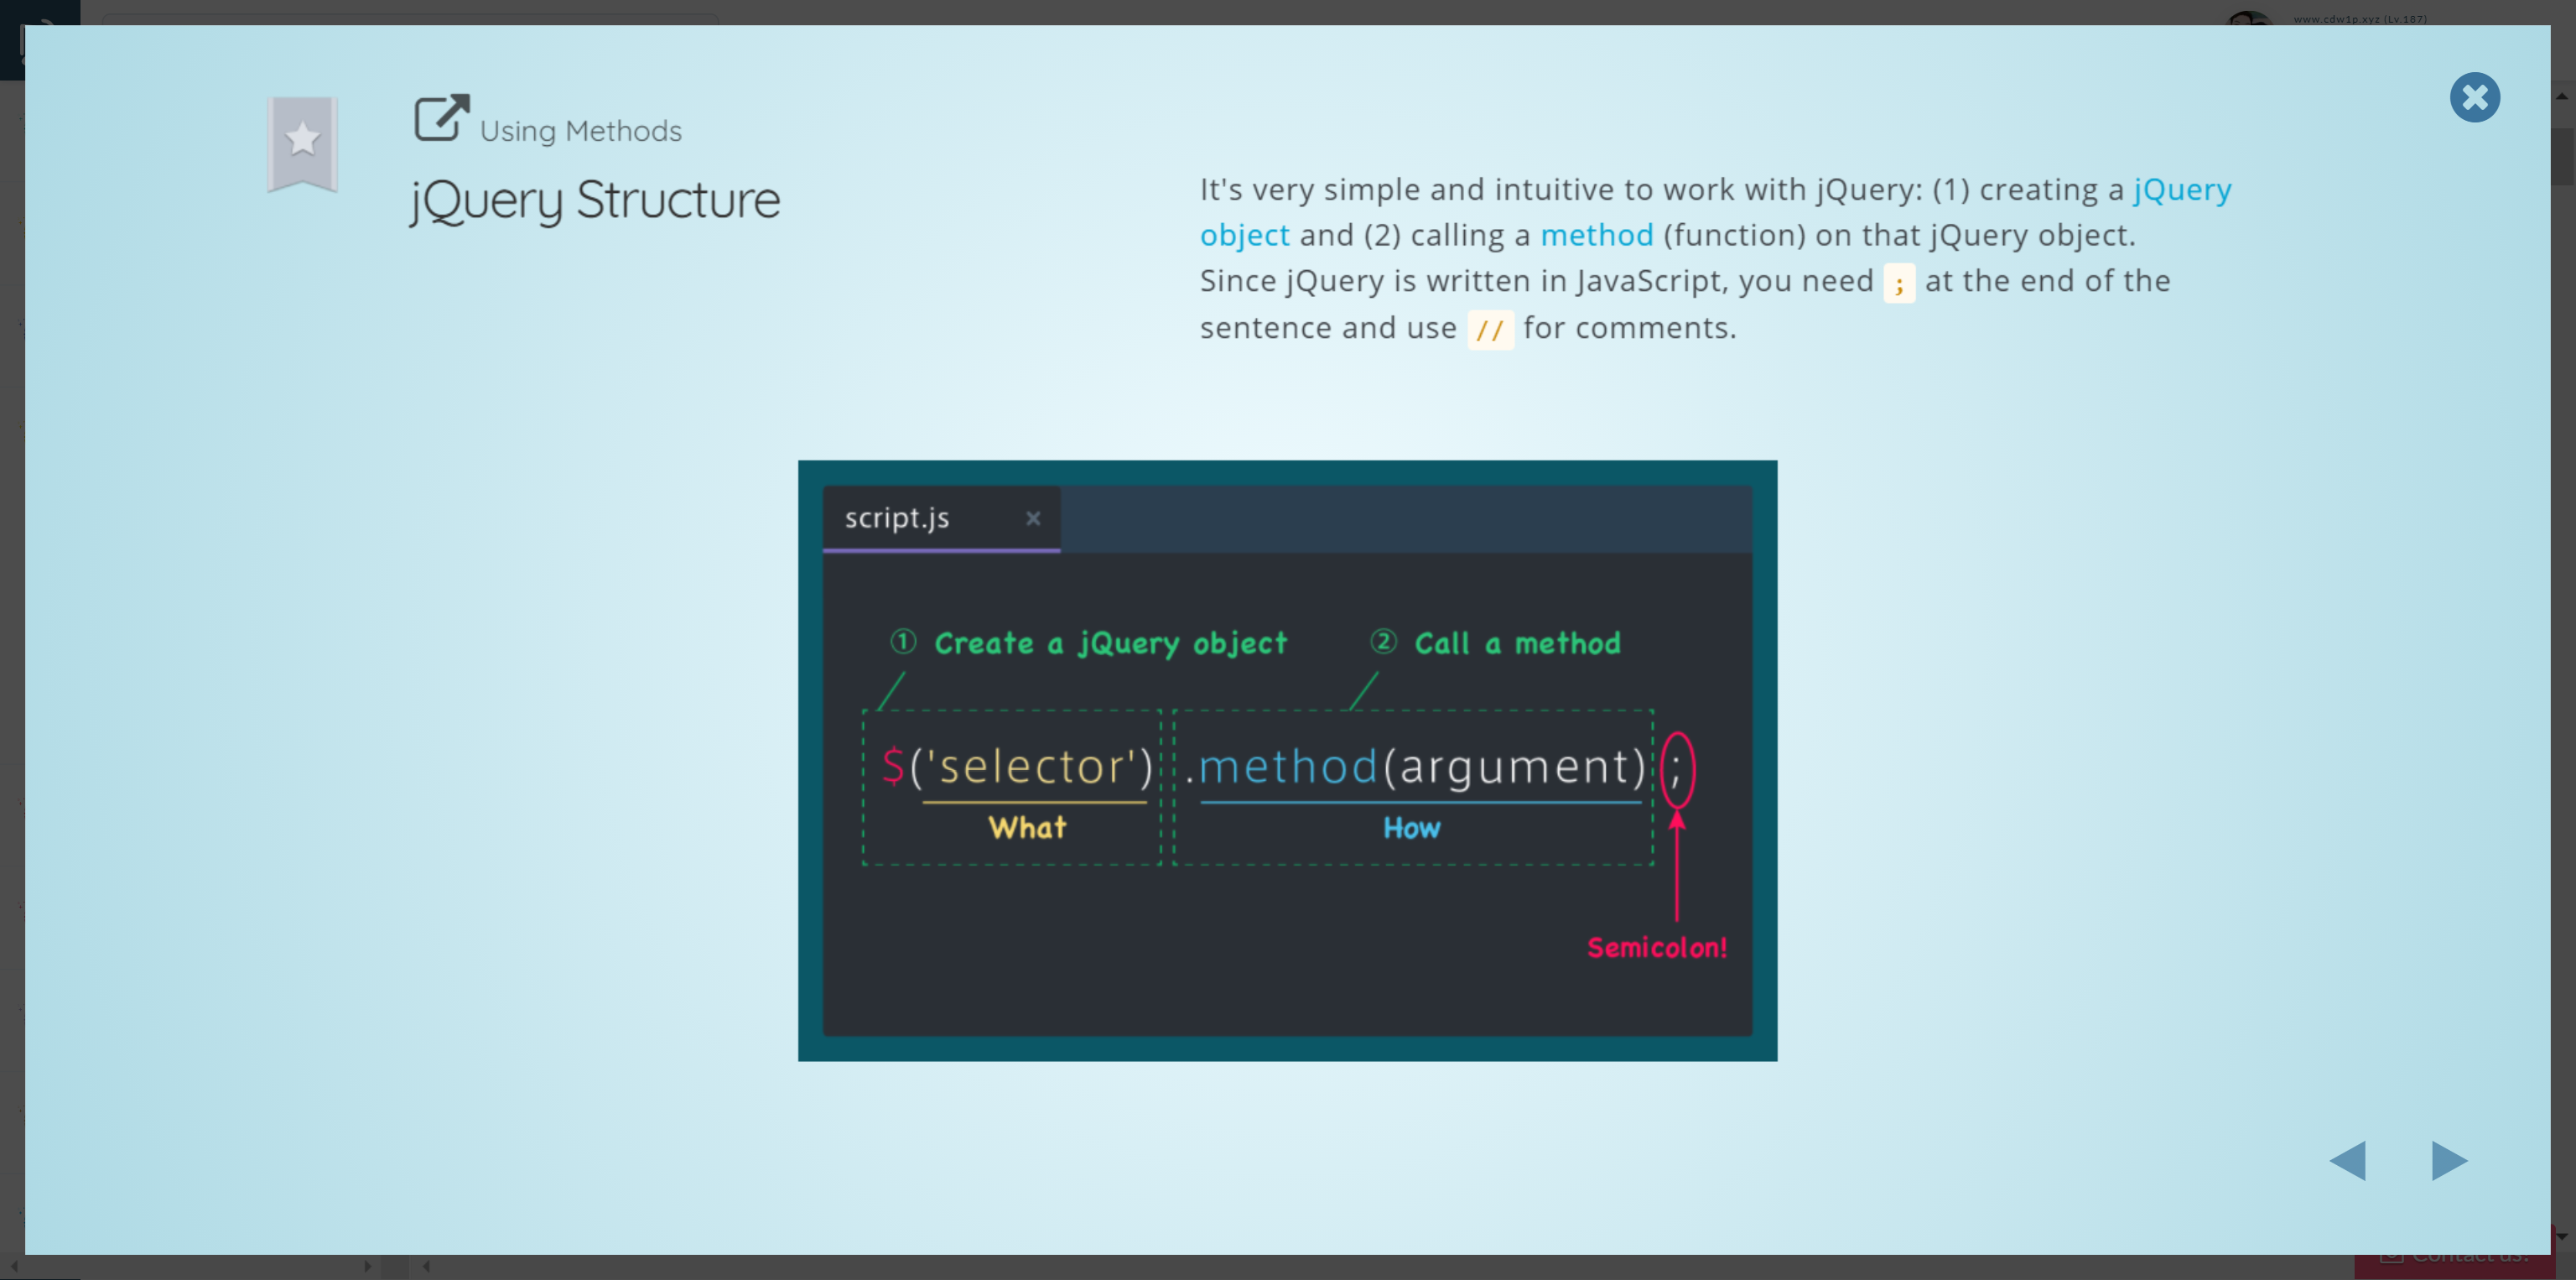 www.cdw1p.xyz (Lv.187)
Using Methods
jQuery Structure
It's very simple and intuitive to work with jQuery: (1) creating a jQuery
object and (2) calling a method (function) on that jQuery object.
Since jQuery is written in JavaScript, you need ; at the end of the
sentence and use // for comments.
script.js ×
① Create a jQuery object ② Call a method
$('selector') .method(argument) ;
What How
Semicolon!
Contact us!